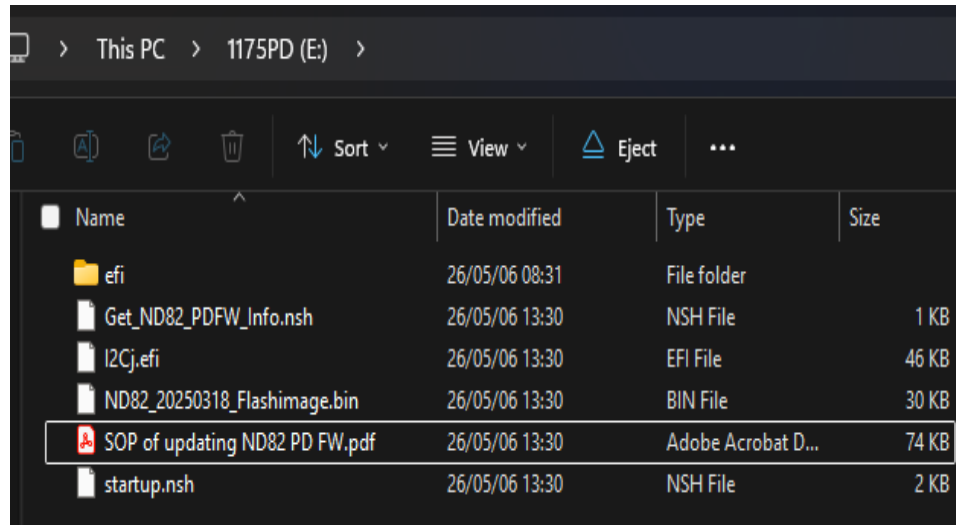 > This PC > 1175PD (E:) >
Sort View Eject ...
Name Date modified Type Size
efi 26/05/06 08:31 File folder
Get_ND82_PDFW_Info.nsh 26/05/06 13:30 NSH File 1 KB
I2Cj.efi 26/05/06 13:30 EFI File 46 KB
ND82_20250318_Flashimage.bin 26/05/06 13:30 BIN File 30 KB
SOP of updating ND82 PD FW.pdf 26/05/06 13:30 Adobe Acrobat D... 74 KB
startup.nsh 26/05/06 13:30 NSH File 2 KB